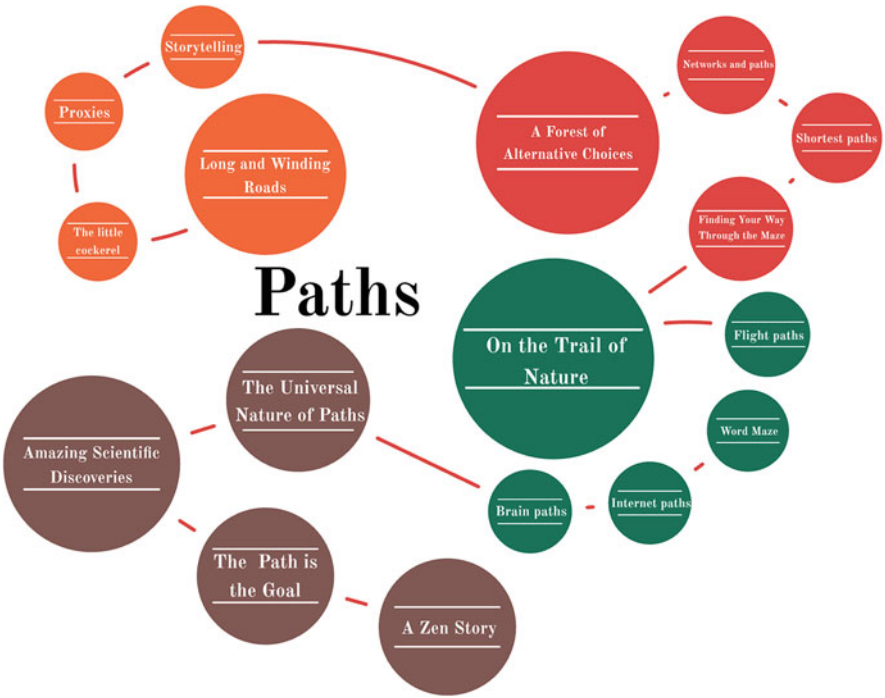 Storytelling
Proxies
Long and Winding
Roads
The little
cockerel
A Forest of
Alternative Choices
Networks and paths
Shortest paths
Finding Your Way
Through the Maze
Paths
On the Trail of
Nature
Flight paths
Word Maze
Internet paths
Brain paths
The Universal
Nature of Paths
Amazing Scientific
Discoveries
The Path is
the Goal
A Zen Story